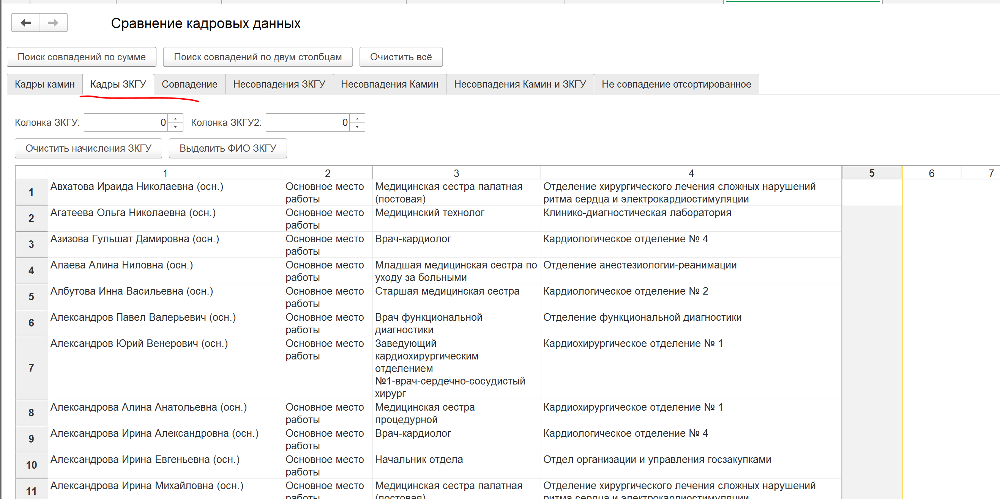 Сравнение кадровых данных
Поиск совпадений по сумме Поиск совпадений по двум столбцам Очистить всё
Кадры камин Кадры ЗКГУ Совпадение Несовпадения ЗКГУ Несовпадения Камин Несовпадения Камин и ЗКГУ Не совпадение отсортированное
Колонка ЗКГУ: 0 Колонка ЗКГУ2: 0
Очистить начисления ЗКГУ Выделить ФИО ЗКГУ
1 2 3 4 5 6 7
1 Авхатова Ираида Николаевна (осн.) Основное место Медицинская сестра палатная Отделение хирургического лечения сложных нарушений
работы (постовая) ритма сердца и электрокардиостимуляции
2 Агатеева Ольга Николаевна (осн.) Основное место Медицинский технолог Клинико-диагностическая лаборатория
работы
3 Азизова Гульшат Дамировна (осн.) Основное место Врач-кардиолог Кардиологическое отделение № 4
работы
4 Алаева Алина Ниловна (осн.) Основное место Младшая медицинская сестра по Отделение анестезиологии-реанимации
работы уходу за больными
5 Албутова Инна Васильевна (осн.) Основное место Старшая медицинская сестра Кардиологическое отделение № 2
работы
6 Александров Павел Валерьевич (осн.) Основное место Врач функциональной Отделение функциональной диагностики
работы диагностики
7 Александров Юрий Венерович (осн.) Основное место Заведующий Кардиохирургическое отделение № 1
работы кардиохирургическим
отделением
№1-врач-сердечно-сосудистый
хирург
8 Александрова Алина Анатольевна (осн.) Основное место Медицинская сестра Кардиохирургическое отделение № 1
работы процедурной
9 Александрова Ирина Александровна (осн.) Основное место Врач-кардиолог Кардиологическое отделение № 4
работы
10 Александрова Ирина Евгеньевна (осн.) Основное место Начальник отдела Отдел организации и управления госзакупками
работы
11 Александрова Ирина Михайловна (осн.) Основное место Медицинская сестра палатная Отделение хирургического лечения сложных нарушений
работы (постовая) ритма сердца и электрокардиостимуляции